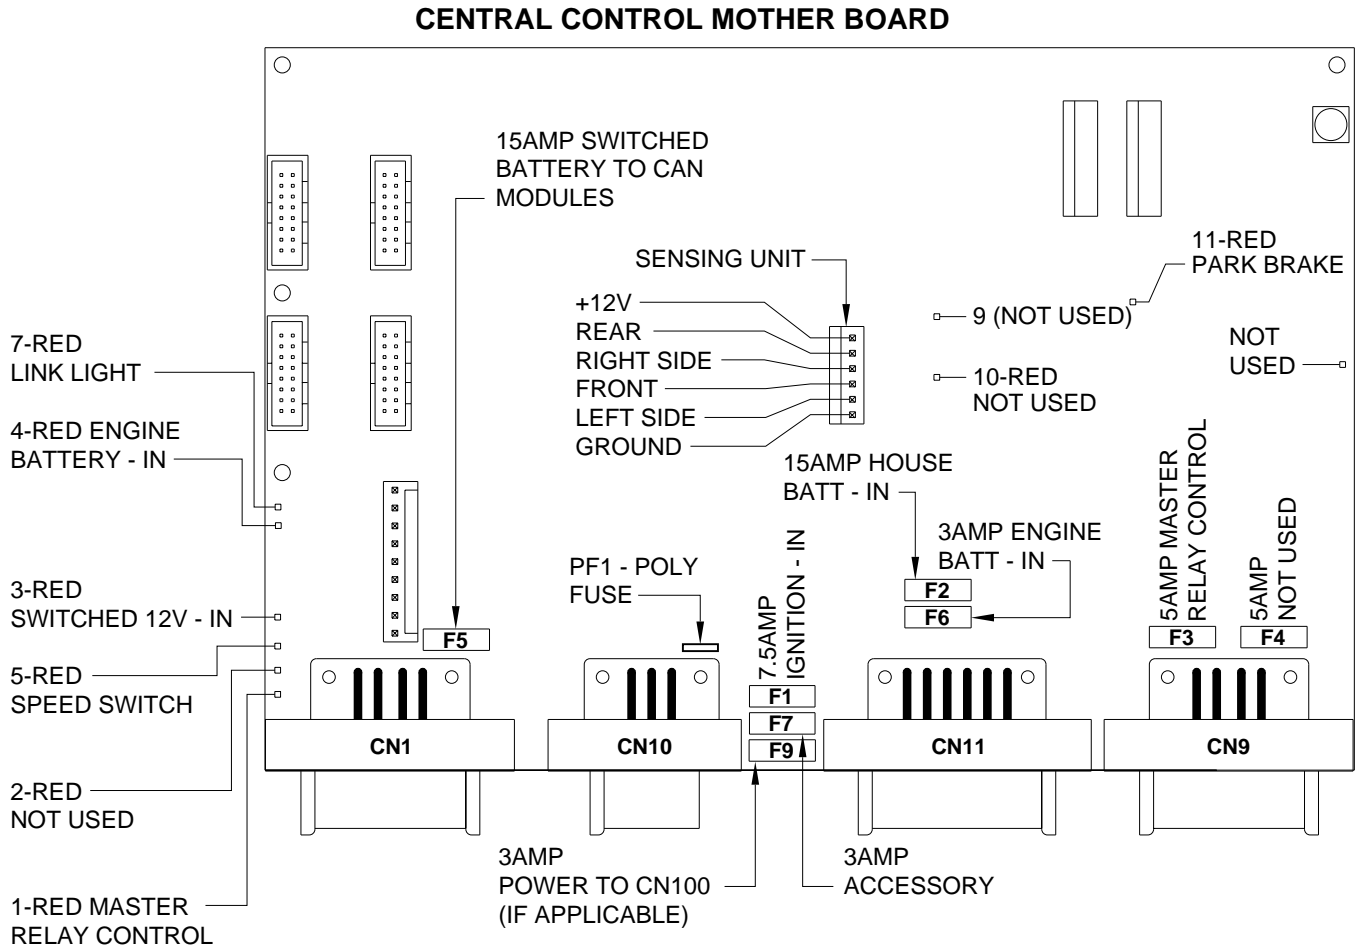 CENTRAL CONTROL MOTHER BOARD
15AMP SWITCHED
BATTERY TO CAN
MODULES
11-RED
PARK BRAKE
SENSING UNIT
+12V
REAR
RIGHT SIDE
FRONT
LEFT SIDE
GROUND
9 (NOT USED)
10-RED
NOT USED
NOT
USED
7-RED
LINK LIGHT
4-RED ENGINE
BATTERY - IN
3-RED
SWITCHED 12V - IN
5-RED
SPEED SWITCH
2-RED
NOT USED
1-RED MASTER
RELAY CONTROL
15AMP HOUSE
BATT - IN
3AMP ENGINE
BATT - IN
5AMP MASTER
RELAY CONTROL
5AMP
NOT USED
PF1 - POLY
FUSE
7.5AMP
IGNITION - IN
F5
F2
F6
F3
F4
F1
F7
F9
CN1
CN10
CN11
CN9
3AMP
POWER TO CN100
(IF APPLICABLE)
3AMP
ACCESSORY